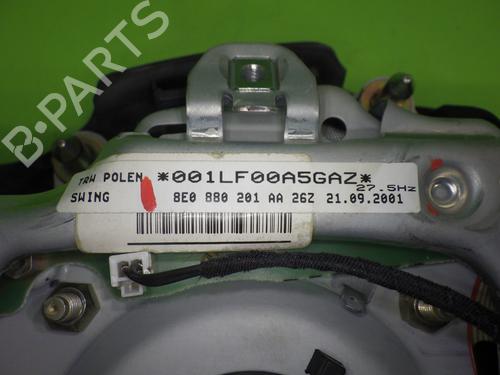 B-PARTS
TRW POLEN *001LF00A5GAZ*
27.5Hz
SWING 8E0 880 201 AA 26Z 21.09.2001